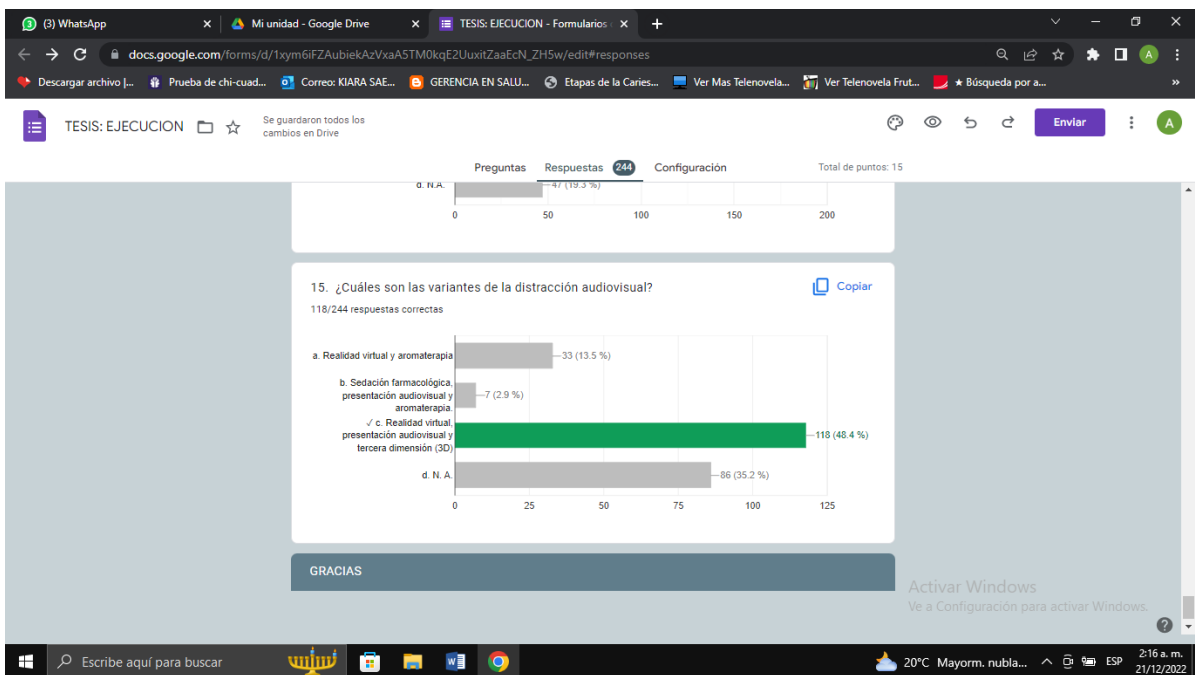 (3) WhatsApp
Mi unidad - Google Drive
TESIS: EJECUCION - Formularios
docs.google.com/forms/d/1xym6iFZAubiekAzVxaA5TM0kqE2UuxitZaaEcN_ZH5w/edit#responses
A
Descargar archivo |...
Prueba de chi-cuad...
Correo: KIARA SAE...
GERENCIA EN SALU...
Etapas de la Caries...
Ver Mas Telenovela...
Ver Telenovela Frut...
★ Búsqueda por a...
»
TESIS: EJECUCION
Se guardaron todos los
cambios en Drive
Enviar
A
Preguntas
Respuestas 244
Configuración
Total de puntos: 15
d. N.A.
47 (19.3 %)
0 50 100 150 200
15. ¿Cuáles son las variantes de la distracción audiovisual?
Copiar
118/244 respuestas correctas
a. Realidad virtual y aromaterapia
33 (13.5 %)
b. Sedación farmacológica,
presentación audiovisual y
aromaterapia.
7 (2.9 %)
✓ c. Realidad virtual,
presentación audiovisual y
tercera dimensión (3D)
118 (48.4 %)
d. N. A.
86 (35.2 %)
0 25 50 75 100 125
GRACIAS
Activar Windows
Ve a Configuración para activar Windows.
Escribe aquí para buscar
20°C Mayorm. nubla...
ESP
2:16 a. m.
21/12/2022